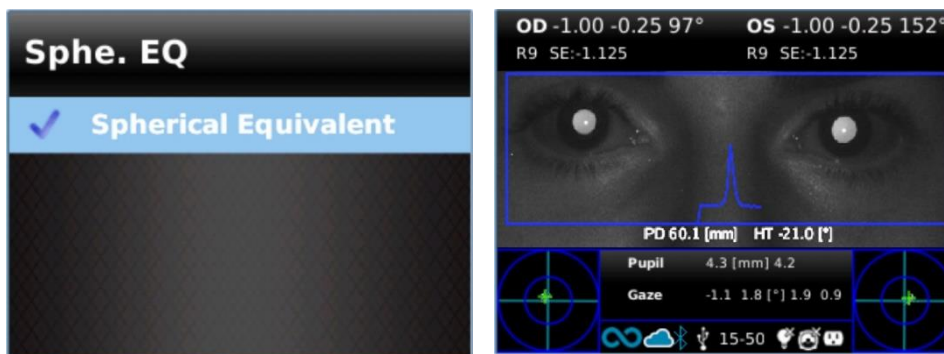 Sphe. EQ
Spherical Equivalent
OD -1.00 -0.25 97° OS -1.00 -0.25 152°
R9 SE:-1.125 R9 SE:-1.125
PD 60.1 [mm] HT -21.0 [°]
Pupil 4.3 [mm] 4.2
Gaze -1.1 1.8 [°] 1.9 0.9
15-50